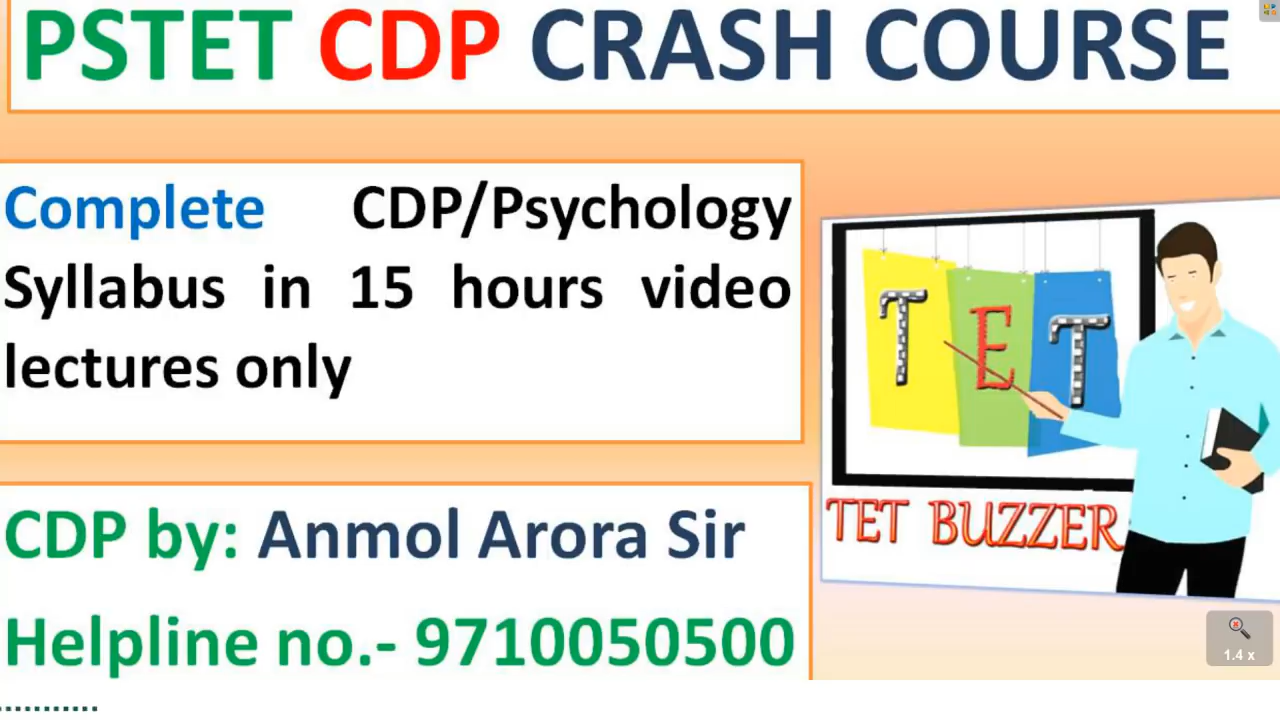 PSTET CDP CRASH COURSE
Complete CDP/Psychology
Syllabus in 15 hours video
lectures only
T E T
TET BUZZER
CDP by: Anmol Arora Sir
Helpline no.- 9710050500
1.4 x
...........